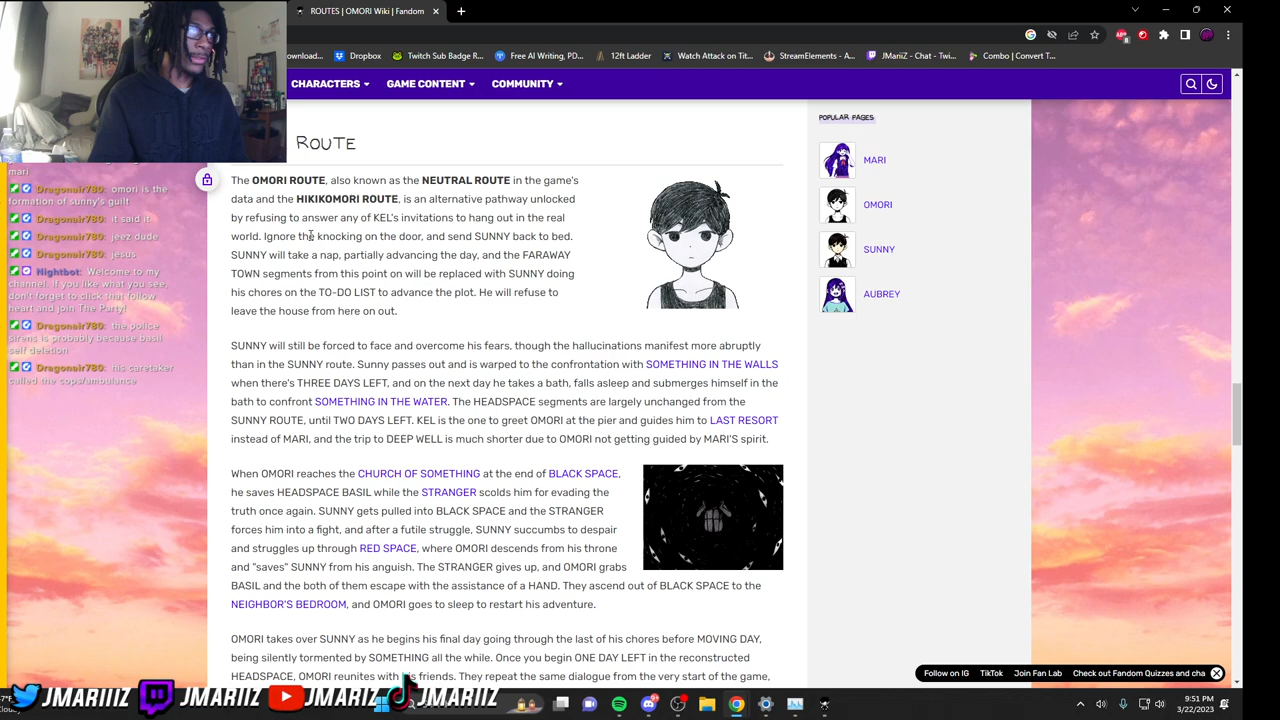 ROUTES | OMORI Wiki | Fandom
ownload...
Dropbox
Twitch Sub Badge R...
Free AI Writing, PD...
12ft Ladder
Watch Attack on Tit...
StreamElements - A...
JMariiZ - Chat - Twi...
Combo | Convert T...
CHARACTERS
GAME CONTENT
COMMUNITY
ROUTE
The OMORI ROUTE, also known as the NEUTRAL ROUTE in the game's
data and the HIKIKOMORI ROUTE, is an alternative pathway unlocked
by refusing to answer any of KEL's invitations to hang out in the real
world. Ignore the knocking on the door, and send SUNNY back to bed.
SUNNY will take a nap, partially advancing the day, and the FARAWAY
TOWN segments from this point on will be replaced with SUNNY doing
his chores on the TO-DO LIST to advance the plot. He will refuse to
leave the house from here on out.
SUNNY will still be forced to face and overcome his fears, though the hallucinations manifest more abruptly
than in the SUNNY route. Sunny passes out and is warped to the confrontation with SOMETHING IN THE WALLS
when there's THREE DAYS LEFT, and on the next day he takes a bath, falls asleep and submerges himself in the
bath to confront SOMETHING IN THE WATER. The HEADSPACE segments are largely unchanged from the
SUNNY ROUTE, until TWO DAYS LEFT. KEL is the one to greet OMORI at the pier and guides him to LAST RESORT
instead of MARI, and the trip to DEEP WELL is much shorter due to OMORI not getting guided by MARI'S spirit.
When OMORI reaches the CHURCH OF SOMETHING at the end of BLACK SPACE,
he saves HEADSPACE BASIL while the STRANGER scolds him for evading the
truth once again. SUNNY gets pulled into BLACK SPACE and the STRANGER
forces him into a fight, and after a futile struggle, SUNNY succumbs to despair
and struggles up through RED SPACE, where OMORI descends from his throne
and "saves" SUNNY from his anguish. The STRANGER gives up, and OMORI grabs
BASIL and the both of them escape with the assistance of a HAND. They ascend out of BLACK SPACE to the
NEIGHBOR'S BEDROOM, and OMORI goes to sleep to restart his adventure.
OMORI takes over SUNNY as he begins his final day going through the last of his chores before MOVING DAY,
being silently tormented by SOMETHING all the while. Once you begin ONE DAY LEFT in the reconstructed
HEADSPACE, OMORI reunites with his friends. They repeat the same dialogue from the very start of the game,
POPULAR PAGES
MARI
OMORI
SUNNY
AUBREY
mari
Dragonair780: omori is the
formation of sunny's guilt
Dragonair780: it said it
Dragonair780: jeez dude
Dragonair780: jesus
Nightbot: Welcome to my
channel. If you like what you see,
don't forget to click that follow
heart and join The Party!
Dragonair780: the police
sirens is probably because basil
self deletion
Dragonair780: his caretaker
called the cops/ambulance
Follow on IG
TikTok
Join Fan Lab
Check out Fandom Quizzes and cha
JMARIIZ
JMARIIZ
JMARIIZ
JMARIIZ
9:51 PM
3/22/2023